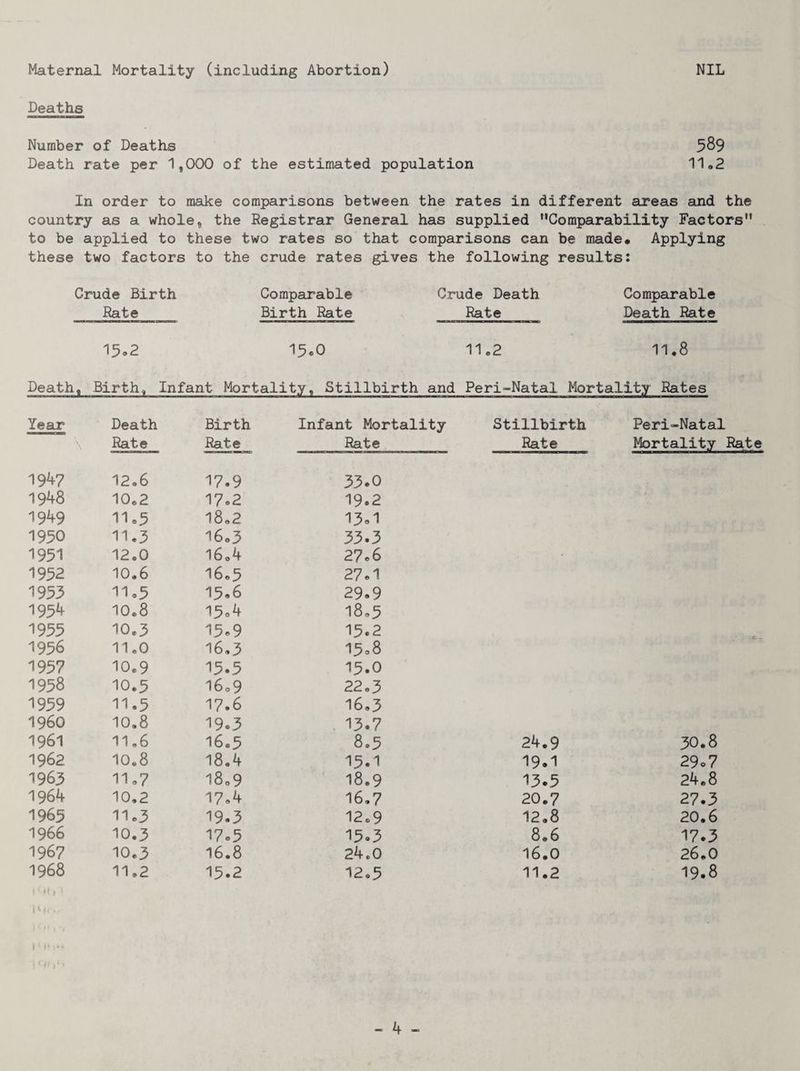 Maternal Mortality (including Abortion) NIL
Deaths
Number of Deaths 589
Death rate per 1,000 of the estimated population 11.2
In order to make comparisons between the rates in different areas and the
country as a whole, the Registrar General has supplied "Comparability Factors"
to be applied to these two rates so that comparisons can be made. Applying
these two factors to the crude rates gives the following results:
Crude Birth Comparable Crude Death Comparable
Rate Birth Rate Rate Death Rate
15.2 15.0 11.2 11.8
Death, Birth, Infant Mortality, Stillbirth and Peri-Natal Mortality Rates
Year Death Birth Infant Mortality Stillbirth Peri-Natal
Rate Rate Rate Rate Mortality Rate
1947 12.6 17.9 33.0
1948 10.2 17.2 19.2
1949 11.5 18.2 13.1
1950 11.3 16.3 33.3
1951 12.0 16.4 27.6
1952 10.6 16.5 27.1
1953 11.5 15.6 29.9
1954 10.8 15.4 18.5
1955 10.3 15.9 15.2
1956 11.0 16.3 15.8
1957 10.9 15.5 15.0
1958 10.5 16.9 22.3
1959 11.5 17.6 16.3
1960 10.8 19.3 13.7
1961 11.6 16.5 8.5 24.9 30.8
1962 10.8 18.4 15.1 19.1 29.7
1963 11.7 18.9 18.9 13.5 24.8
1964 10.2 17.4 16.7 20.7 27.3
1965 11.3 19.3 12.9 12.8 20.6
1966 10.3 17.5 15.3 8.6 17.3
1967 10.3 16.8 24.0 16.0 26.0
1968 11.2 15.2 12.5 11.2 19.8
- 4 -